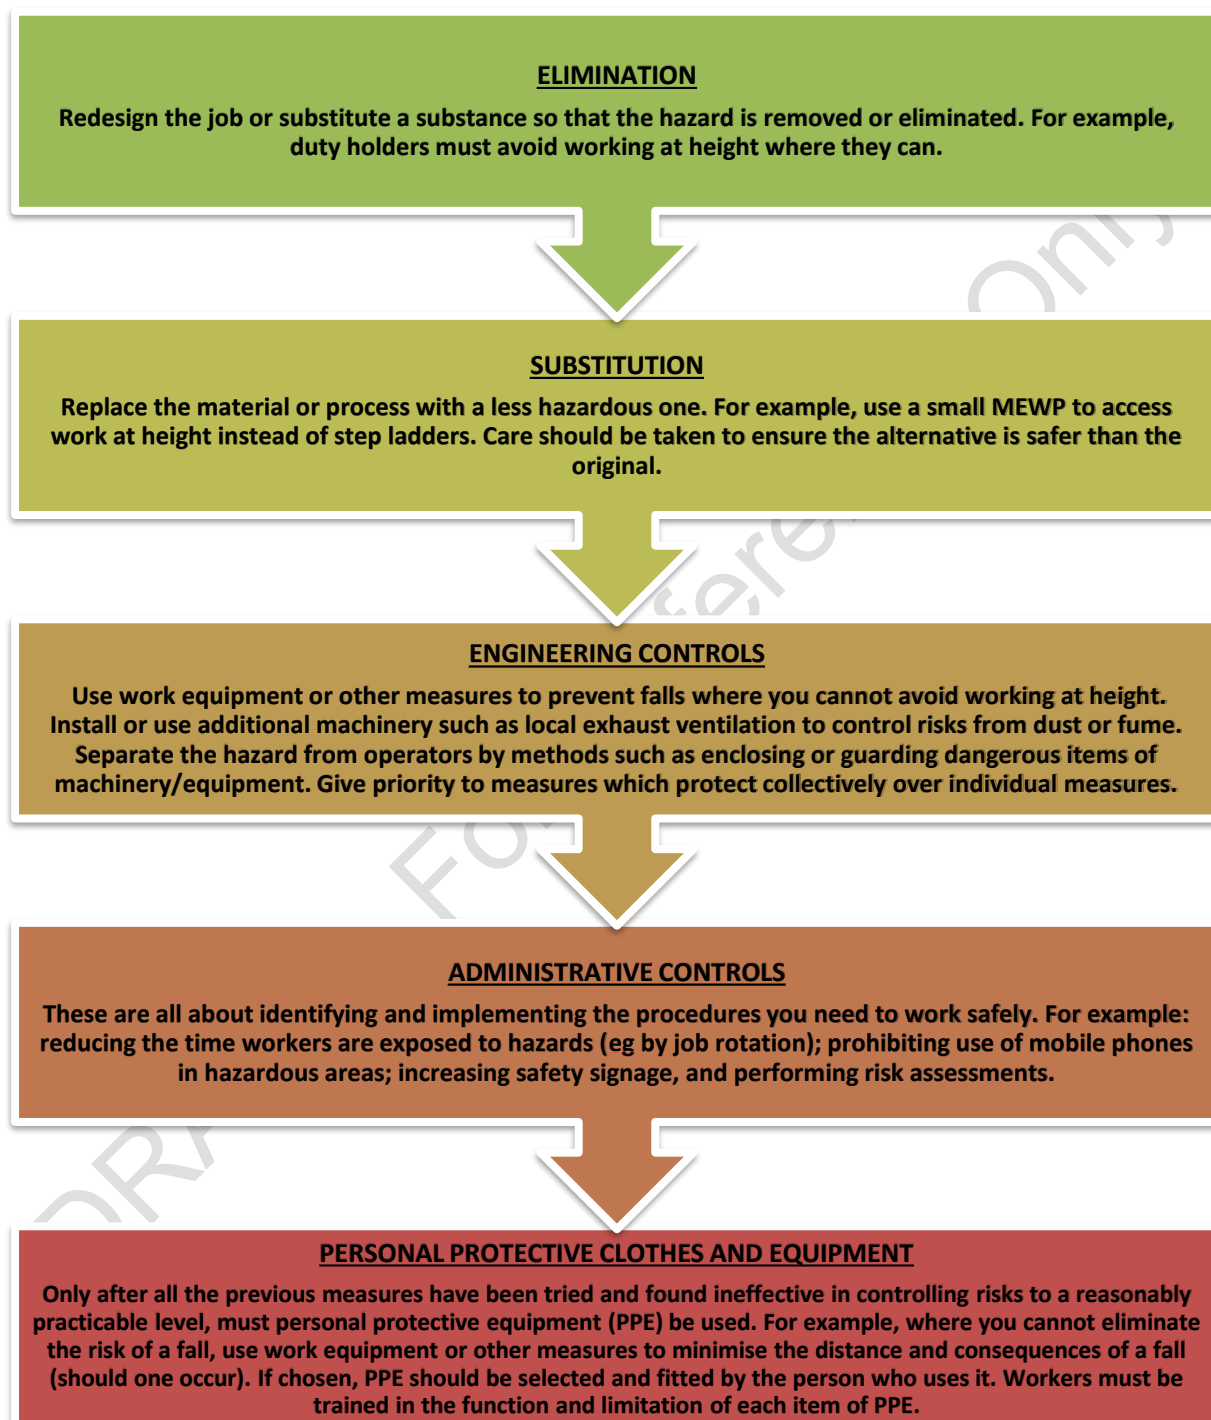 ELIMINATION
Redesign the job or substitute a substance so that the hazard is removed or eliminated. For example,
duty holders must avoid working at height where they can.
SUBSTITUTION
Replace the material or process with a less hazardous one. For example, use a small MEWP to access
work at height instead of step ladders. Care should be taken to ensure the alternative is safer than the
original.
ENGINEERING CONTROLS
Use work equipment or other measures to prevent falls where you cannot avoid working at height.
Install or use additional machinery such as local exhaust ventilation to control risks from dust or fume.
Separate the hazard from operators by methods such as enclosing or guarding dangerous items of
machinery/equipment. Give priority to measures which protect collectively over individual measures.
ADMINISTRATIVE CONTROLS
These are all about identifying and implementing the procedures you need to work safely. For example:
reducing the time workers are exposed to hazards (eg by job rotation); prohibiting use of mobile phones
in hazardous areas; increasing safety signage, and performing risk assessments.
PERSONAL PROTECTIVE CLOTHES AND EQUIPMENT
Only after all the previous measures have been tried and found ineffective in controlling risks to a reasonably
practicable level, must personal protective equipment (PPE) be used. For example, where you cannot eliminate
the risk of a fall, use work equipment or other measures to minimise the distance and consequences of a fall
(should one occur). If chosen, PPE should be selected and fitted by the person who uses it. Workers must be
trained in the function and limitation of each item of PPE.